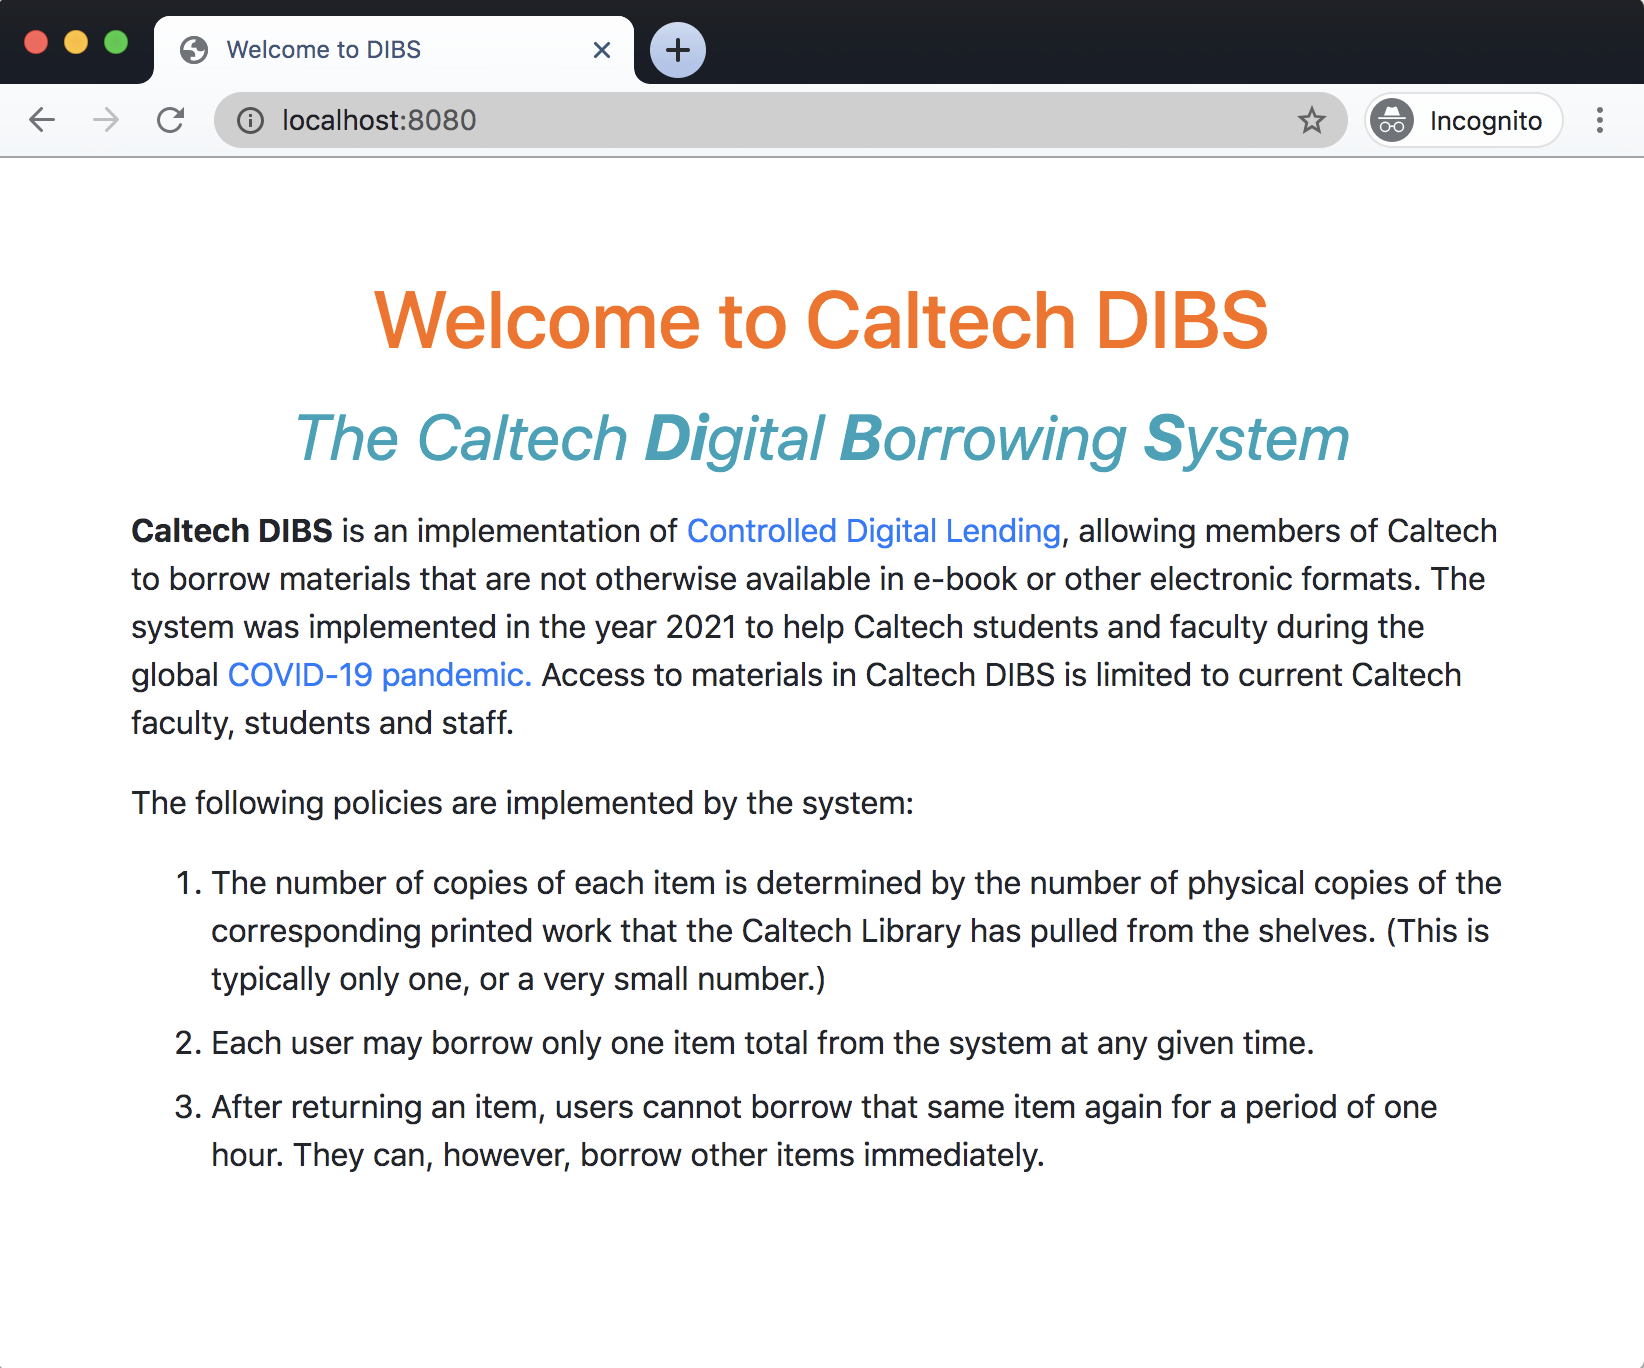 Welcome to DIBS
localhost:8080
Incognito
Welcome to Caltech DIBS
The Caltech Digital Borrowing System
Caltech DIBS is an implementation of Controlled Digital Lending, allowing members of Caltech
to borrow materials that are not otherwise available in e-book or other electronic formats. The
system was implemented in the year 2021 to help Caltech students and faculty during the
global COVID-19 pandemic. Access to materials in Caltech DIBS is limited to current Caltech
faculty, students and staff.
The following policies are implemented by the system:
1. The number of copies of each item is determined by the number of physical copies of the
corresponding printed work that the Caltech Library has pulled from the shelves. (This is
typically only one, or a very small number.)
2. Each user may borrow only one item total from the system at any given time.
3. After returning an item, users cannot borrow that same item again for a period of one
hour. They can, however, borrow other items immediately.